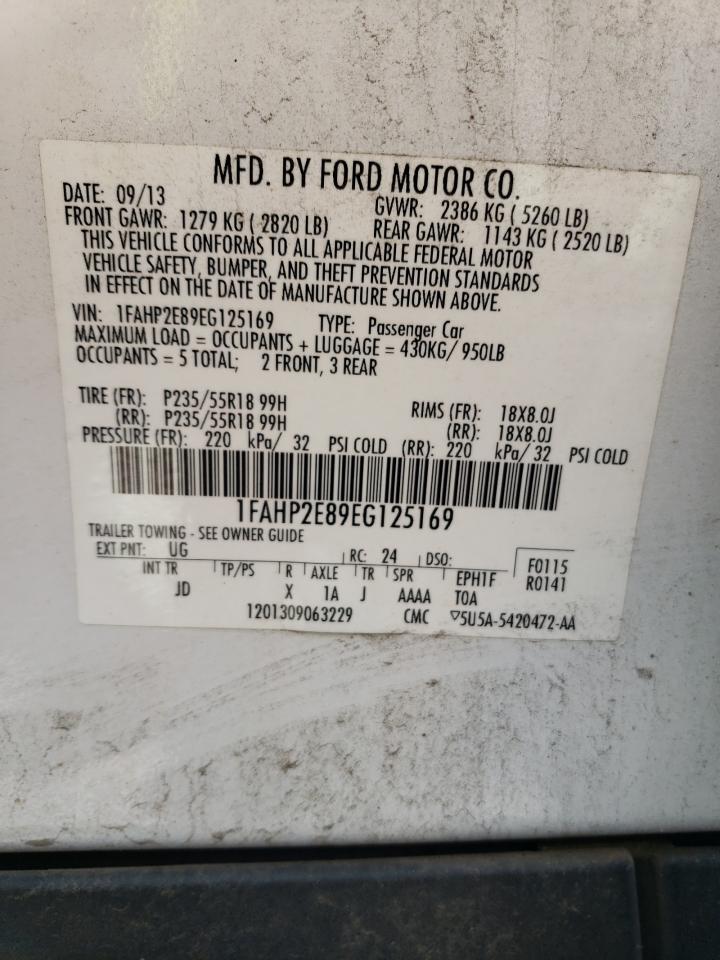 MFD. BY FORD MOTOR CO.
DATE: 09/13 GVWR: 2386 KG ( 5260 LB)
FRONT GAWR: 1279 KG ( 2820 LB) REAR GAWR: 1143 KG ( 2520 LB)
THIS VEHICLE CONFORMS TO ALL APPLICABLE FEDERAL MOTOR
VEHICLE SAFETY, BUMPER, AND THEFT PREVENTION STANDARDS
IN EFFECT ON THE DATE OF MANUFACTURE SHOWN ABOVE.
VIN: 1FAHP2E89EG125169 TYPE: Passenger Car
MAXIMUM LOAD = OCCUPANTS + LUGGAGE = 430KG/ 950LB
OCCUPANTS = 5 TOTAL; 2 FRONT, 3 REAR
TIRE (FR): P235/55R18 99H RIMS (FR): 18X8.0J
(RR): P235/55R18 99H (RR): 18X8.0J
PRESSURE (FR): 220 kPa/ 32 PSI COLD (RR): 220 kPa/ 32 PSI COLD
1FAHP2E89EG125169
TRAILER TOWING - SEE OWNER GUIDE
EXT PNT: UG RC: 24 DSO: F0115
INT TR TP/PS R AXLE TR SPR EPH1F R0141
JD X 1A J AAAA TOA
1201309063229 CMC ▽5U5A-5420472-AA